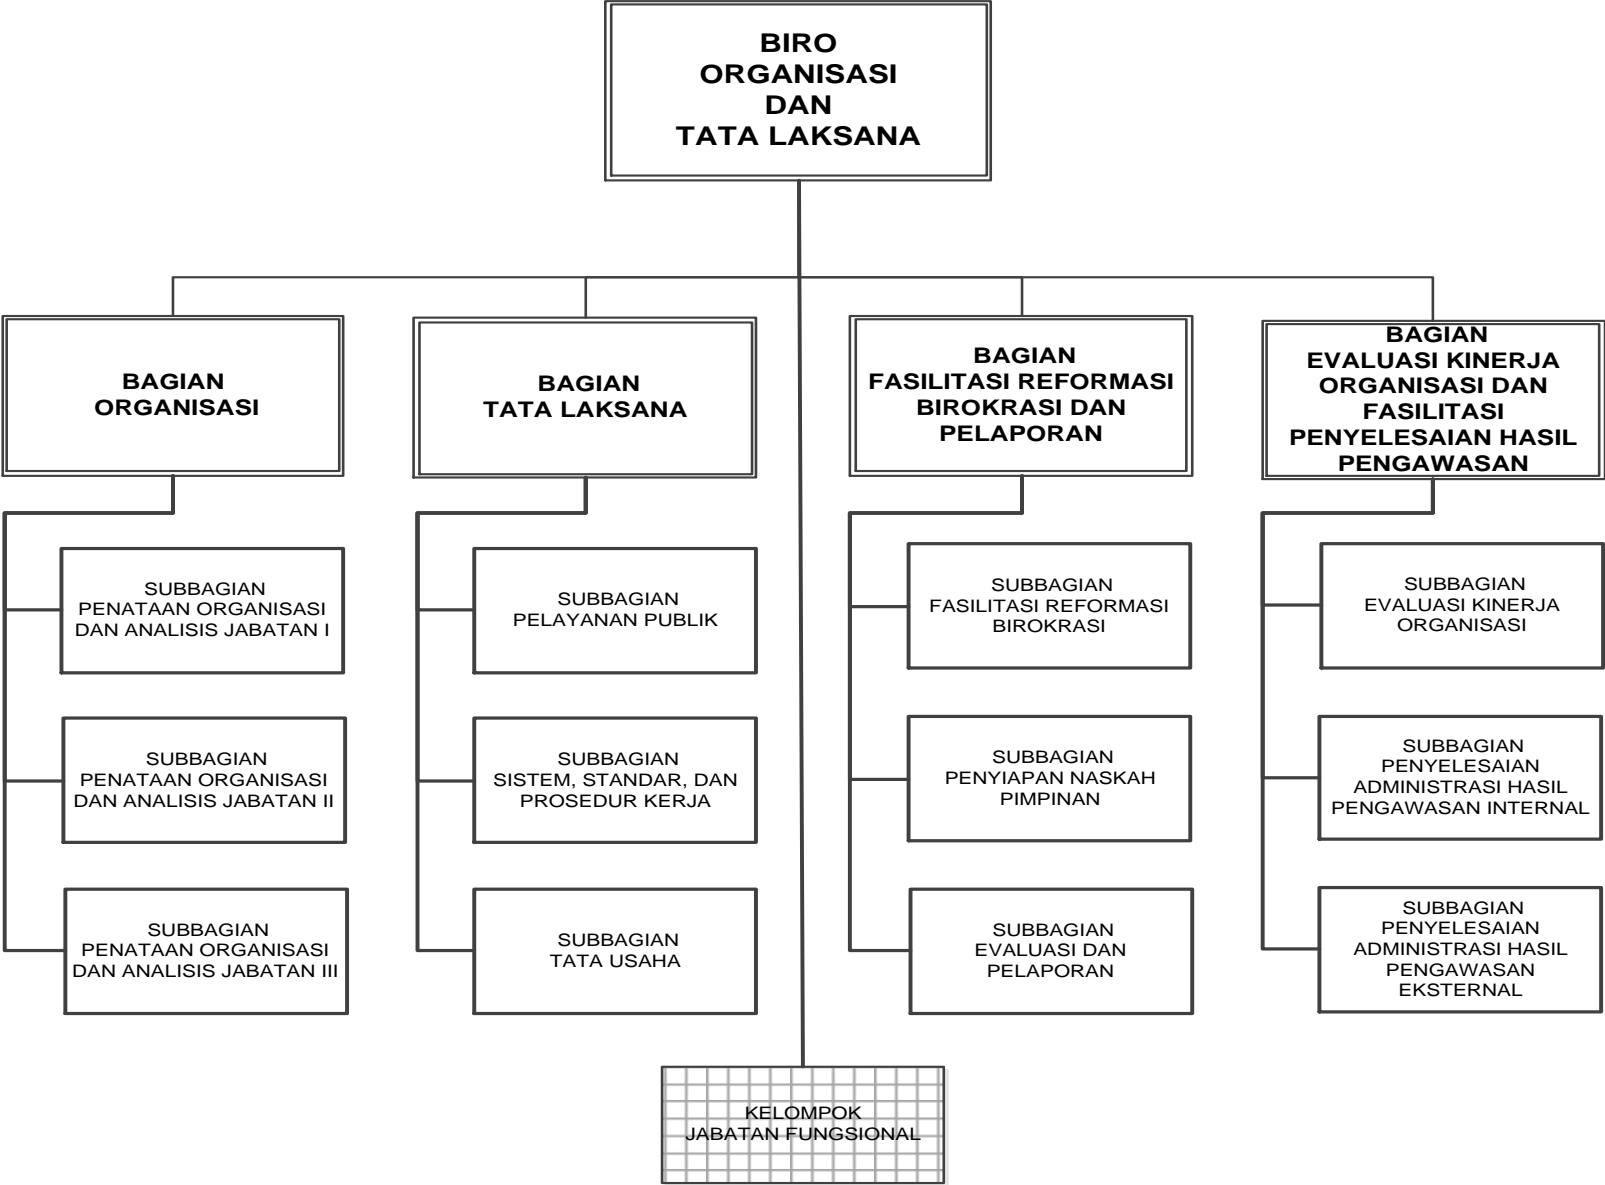 BIRO
ORGANISASI
DAN
TATA LAKSANA
BAGIAN
ORGANISASI
BAGIAN
TATA LAKSANA
BAGIAN
FASILITASI REFORMASI
BIROKRASI DAN
PELAPORAN
BAGIAN
EVALUASI KINERJA
ORGANISASI DAN
FASILITASI
PENYELESAIAN HASIL
PENGAWASAN
SUBBAGIAN
PENATAAN ORGANISASI
DAN ANALISIS JABATAN I
SUBBAGIAN
PELAYANAN PUBLIK
SUBBAGIAN
FASILITASI REFORMASI
BIROKRASI
SUBBAGIAN
EVALUASI KINERJA
ORGANISASI
SUBBAGIAN
PENATAAN ORGANISASI
DAN ANALISIS JABATAN II
SUBBAGIAN
SISTEM, STANDAR, DAN
PROSEDUR KERJA
SUBBAGIAN
PENYIAPAN NASKAH
PIMPINAN
SUBBAGIAN
PENYELESAIAN
ADMINISTRASI HASIL
PENGAWASAN INTERNAL
SUBBAGIAN
PENATAAN ORGANISASI
DAN ANALISIS JABATAN III
SUBBAGIAN
TATA USAHA
SUBBAGIAN
EVALUASI DAN
PELAPORAN
SUBBAGIAN
PENYELESAIAN
ADMINISTRASI HASIL
PENGAWASAN
EKSTERNAL
KELOMPOK
JABATAN FUNGSIONAL